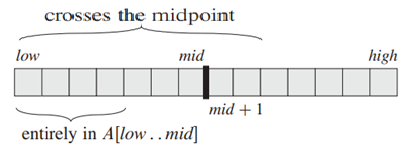 crosses the midpoint
low mid high
mid + 1
entirely in A[low . . mid]